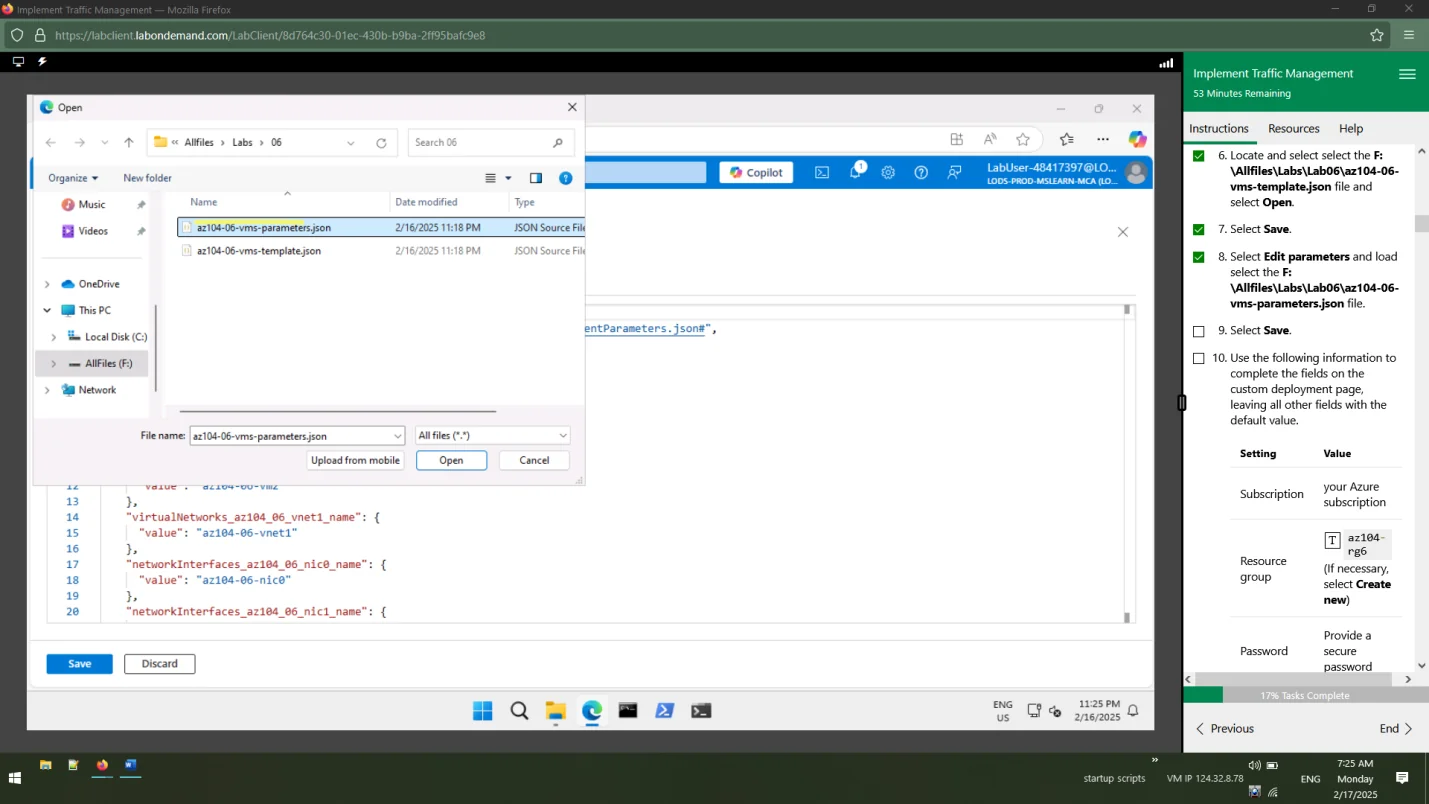 Implement Traffic Management — Mozilla Firefox
https://labclient.labondemand.com/LabClient/8d764c30-01ec-430b-b9ba-2ff95bafc9e8
Open
« Allfiles › Labs › 06
Search 06
Organize
New folder
Name
Date modified
Type
Music
Videos
OneDrive
This PC
Local Disk (C:)
AllFiles (F:)
Network
az104-06-vms-parameters.json
2/16/2025 11:18 PM
JSON Source File
az104-06-vms-template.json
2/16/2025 11:18 PM
JSON Source File
File name:
az104-06-vms-parameters.json
All files (*.*)
Upload from mobile
Open
Cancel
Copilot
1
LabUser-48417397@LO...
LODS-PROD-MSLEARN-MCA (LO...
entParameters.json#",
12 "value": "az104-06-vm2"
13 },
14 "virtualNetworks_az104_06_vnet1_name": {
15 "value": "az104-06-vnet1"
16 },
17 "networkInterfaces_az104_06_nic0_name": {
18 "value": "az104-06-nic0"
19 },
20 "networkInterfaces_az104_06_nic1_name": {
Save
Discard
ENG
US
11:25 PM
2/16/2025
Implement Traffic Management
53 Minutes Remaining
Instructions
Resources
Help
6. Locate and select select the F:
\Allfiles\Labs\Lab06\az104-06-
vms-template.json file and
select Open.
7. Select Save.
8. Select Edit parameters and load
select the F:
\Allfiles\Labs\Lab06\az104-06-
vms-parameters.json file.
9. Select Save.
10. Use the following information to
complete the fields on the
custom deployment page,
leaving all other fields with the
default value.
Setting
Value
Subscription
your Azure
subscription
Resource
group
T az104-
rg6
(If necessary,
select Create
new)
Password
Provide a
secure
password
17% Tasks Complete
Previous
End
startup scripts
»
VM IP 124.32.8.78
ENG
7:25 AM
Monday
2/17/2025